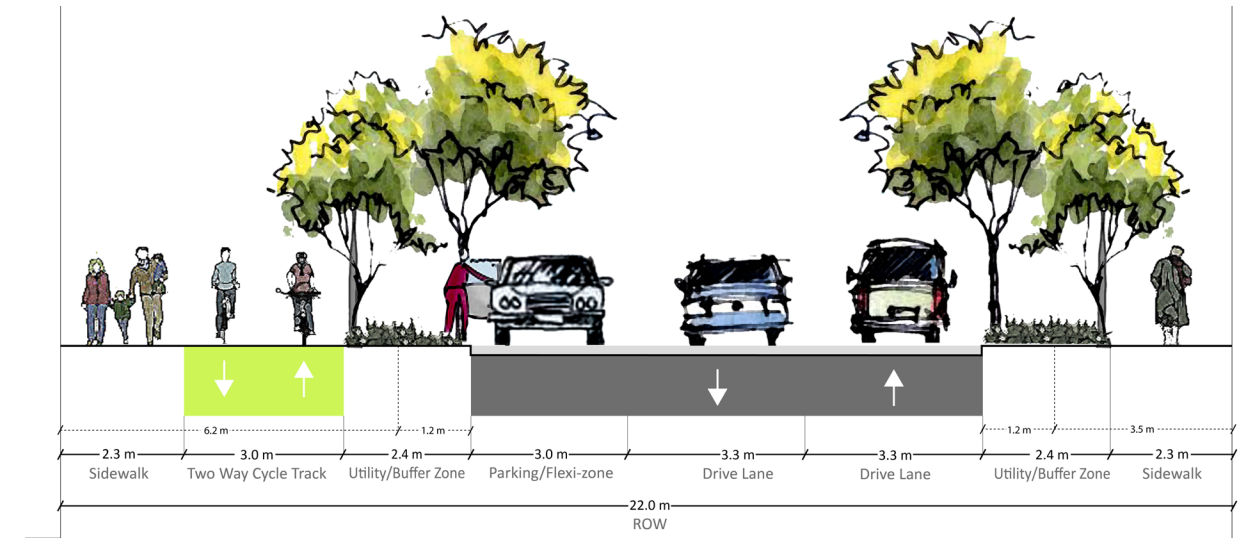 6.2 m
1.2 m
1.2 m
3.5 m
2.3 m
3.0 m
2.4 m
3.0 m
3.3 m
3.3 m
2.4 m
2.3 m
Sidewalk
Two Way Cycle Track
Utility/Buffer Zone
Parking/Flexi-zone
Drive Lane
Drive Lane
Utility/Buffer Zone
Sidewalk
22.0 m
ROW